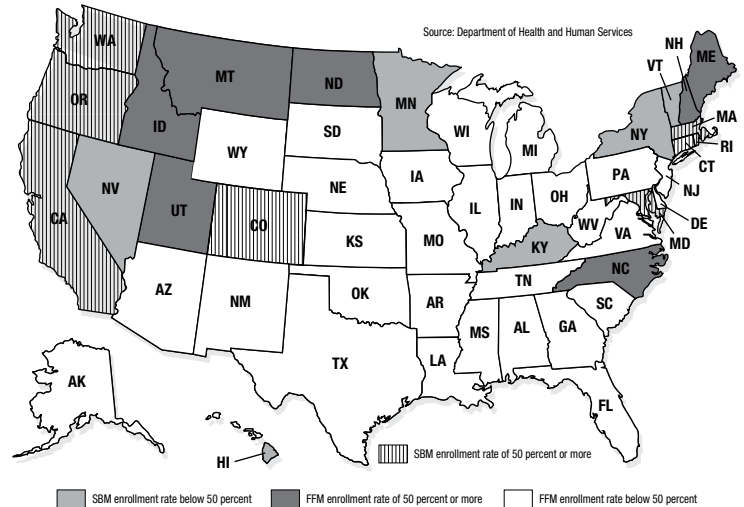 Source: Department of Health and Human Services
WA
NH
ME
MT
ND
VT
OR
MN
ID
MA
NY
WI
SD
RI
MI
WY
CT
IA
PA
NV
NE
NJ
OH
IL
IN
UT
DE
CO
WV
VA
CA
MD
KS
MO
KY
NC
TN
OK
AZ
NM
AR
SC
MS
AL
GA
LA
TX
AK
FL
HI
SBM enrollment rate of 50 percent or more
SBM enrollment rate below 50 percent
FFM enrollment rate of 50 percent or more
FFM enrollment rate below 50 percent